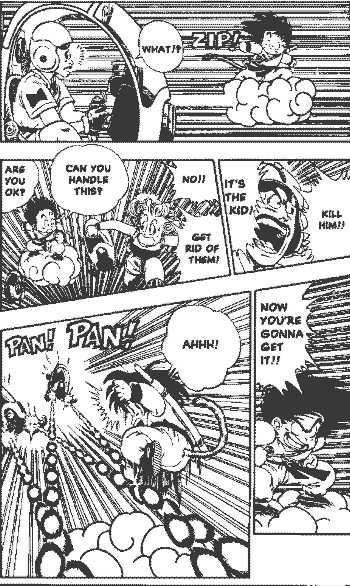 ZIP!
WHAT!?
KILL
HIM!!
IT'S
THE
KID!
NO!!
GET
RID OF
THEM!
CAN YOU
HANDLE
THIS?
ARE
YOU
OK?
NOW
YOU'RE
GONNA
GET
IT!!
AHHH!
PAN! PAN!